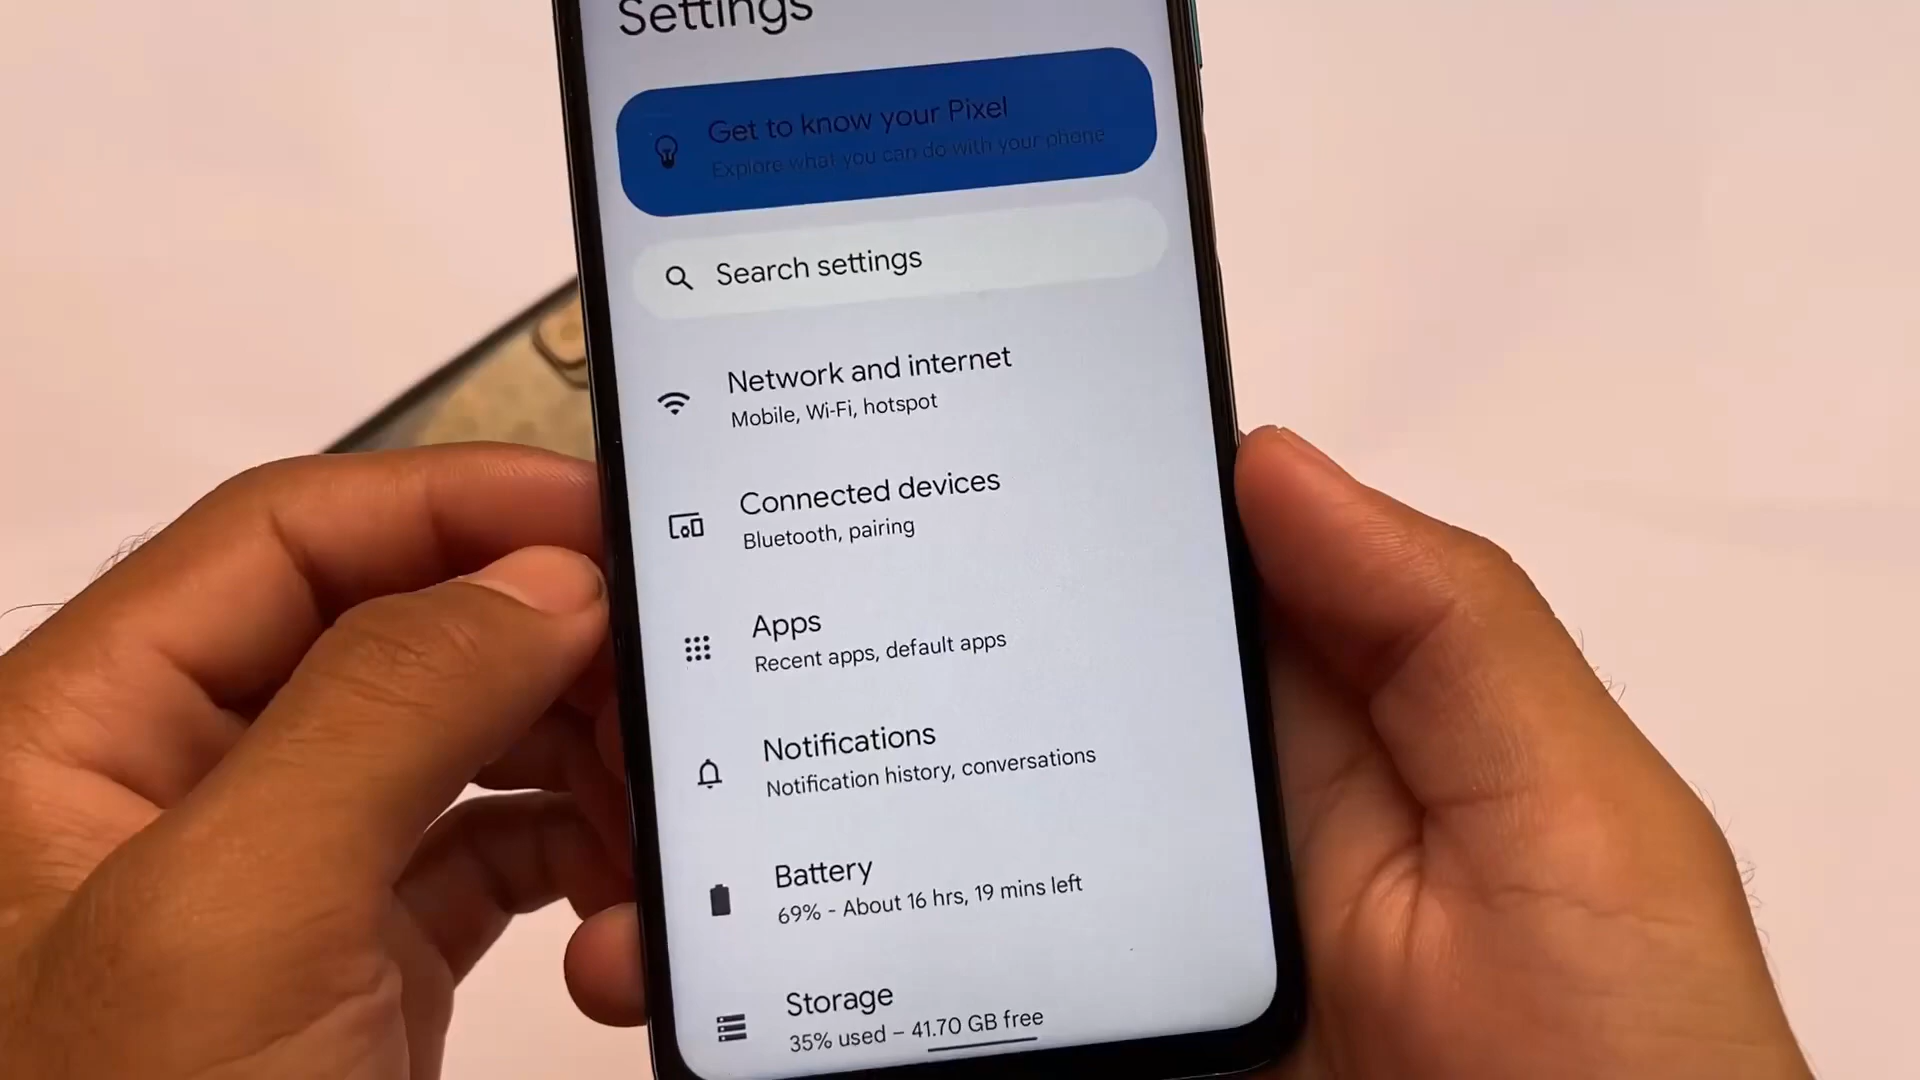 Settings
Get to know your Pixel
Explore what you can do with your phone
Search settings
Network and internet
Mobile, Wi-Fi, hotspot
Connected devices
Bluetooth, pairing
Apps
Recent apps, default apps
Notifications
Notification history, conversations
Battery
69% - About 16 hrs, 19 mins left
Storage
35% used – 41.70 GB free